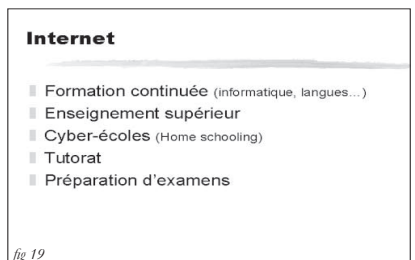 Internet
Formation continuée (informatique, langues...)
Enseignement supérieur
Cyber-écoles (Home schooling)
Tutorat
Préparation d'examens
fig 19